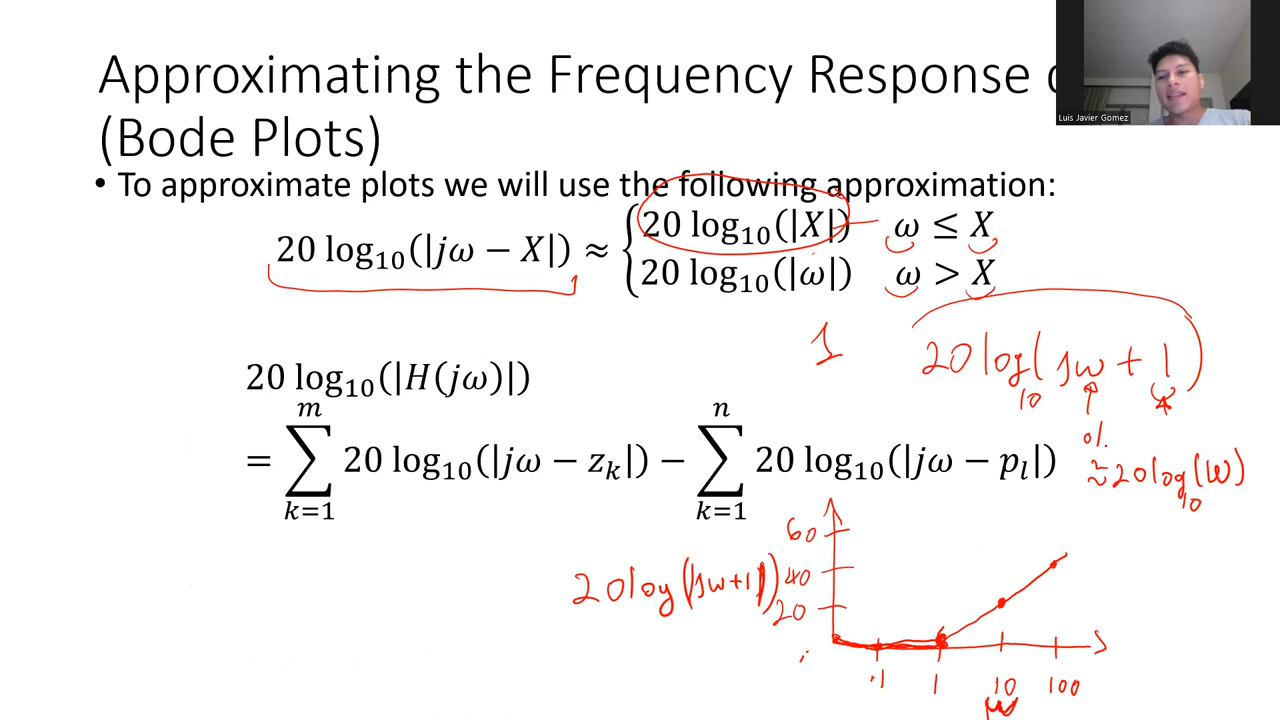 Approximating the Frequency Response
(Bode Plots)
Luis Javier Gomez
• To approximate plots we will use the following approximation:
20 log₁₀(|jω − X|) ≈ { 20 log₁₀(|X|) ω ≤ X
20 log₁₀(|ω|) ω > X
1 20 log₁₀(jω + 1)
20 log₁₀(|H(jω)|)
= ∑ₖ₌₁ᵐ 20 log₁₀(|jω − zₖ|) − ∑ₖ₌₁ⁿ 20 log₁₀(|jω − pₗ|)
≈ 20 log₁₀(ω)
60
40
20
20 log(|jω+1|)
.1 1 10 100